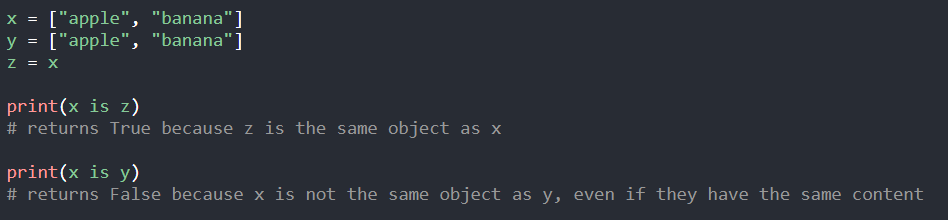 x = ["apple", "banana"]
y = ["apple", "banana"]
z = x
print(x is z)
# returns True because z is the same object as x
print(x is y)
# returns False because x is not the same object as y, even if they have the same content